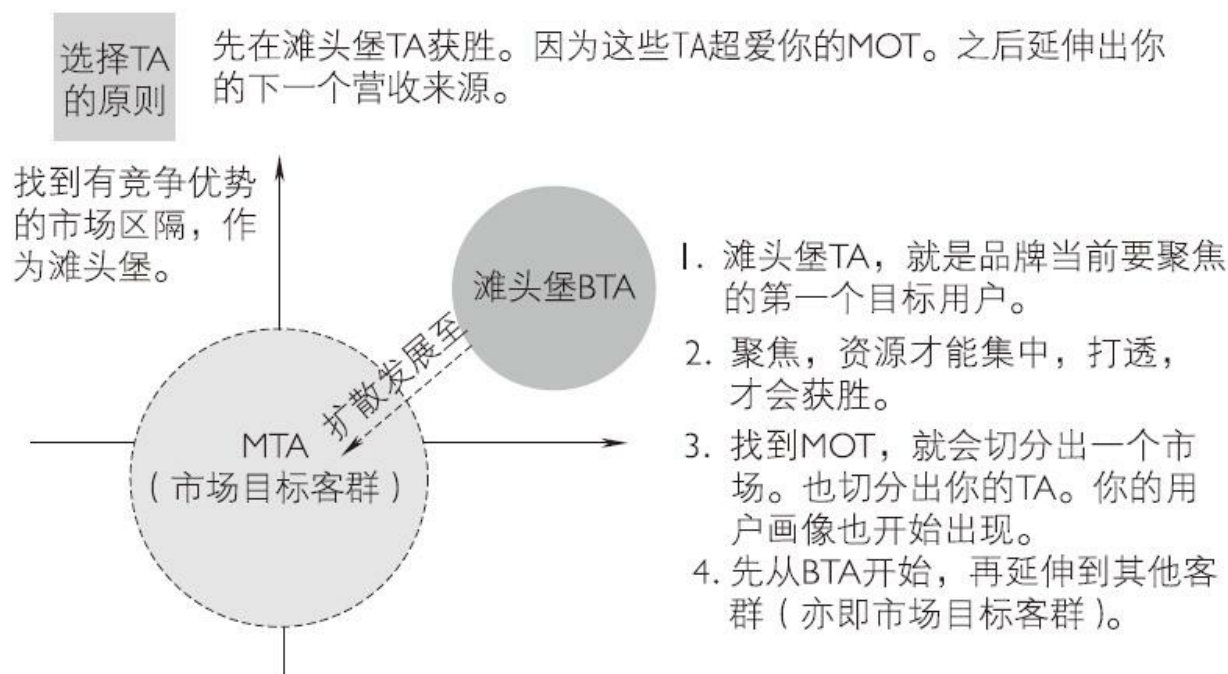 选择TA
的原则
先在滩头堡TA获胜。因为这些TA超爱你的MOT。之后延伸出你
的下一个营收来源。
找到有竞争优势
的市场区隔，作
为滩头堡。
滩头堡BTA
扩散发展至
MTA
（市场目标客群）
1. 滩头堡TA，就是品牌当前要聚焦
的第一个目标用户。
2. 聚焦，资源才能集中，打透，
才会获胜。
3. 找到MOT，就会切分出一个市
场。也切分出你的TA。你的用
户画像也开始出现。
4. 先从BTA开始，再延伸到其他客
群（亦即市场目标客群）。